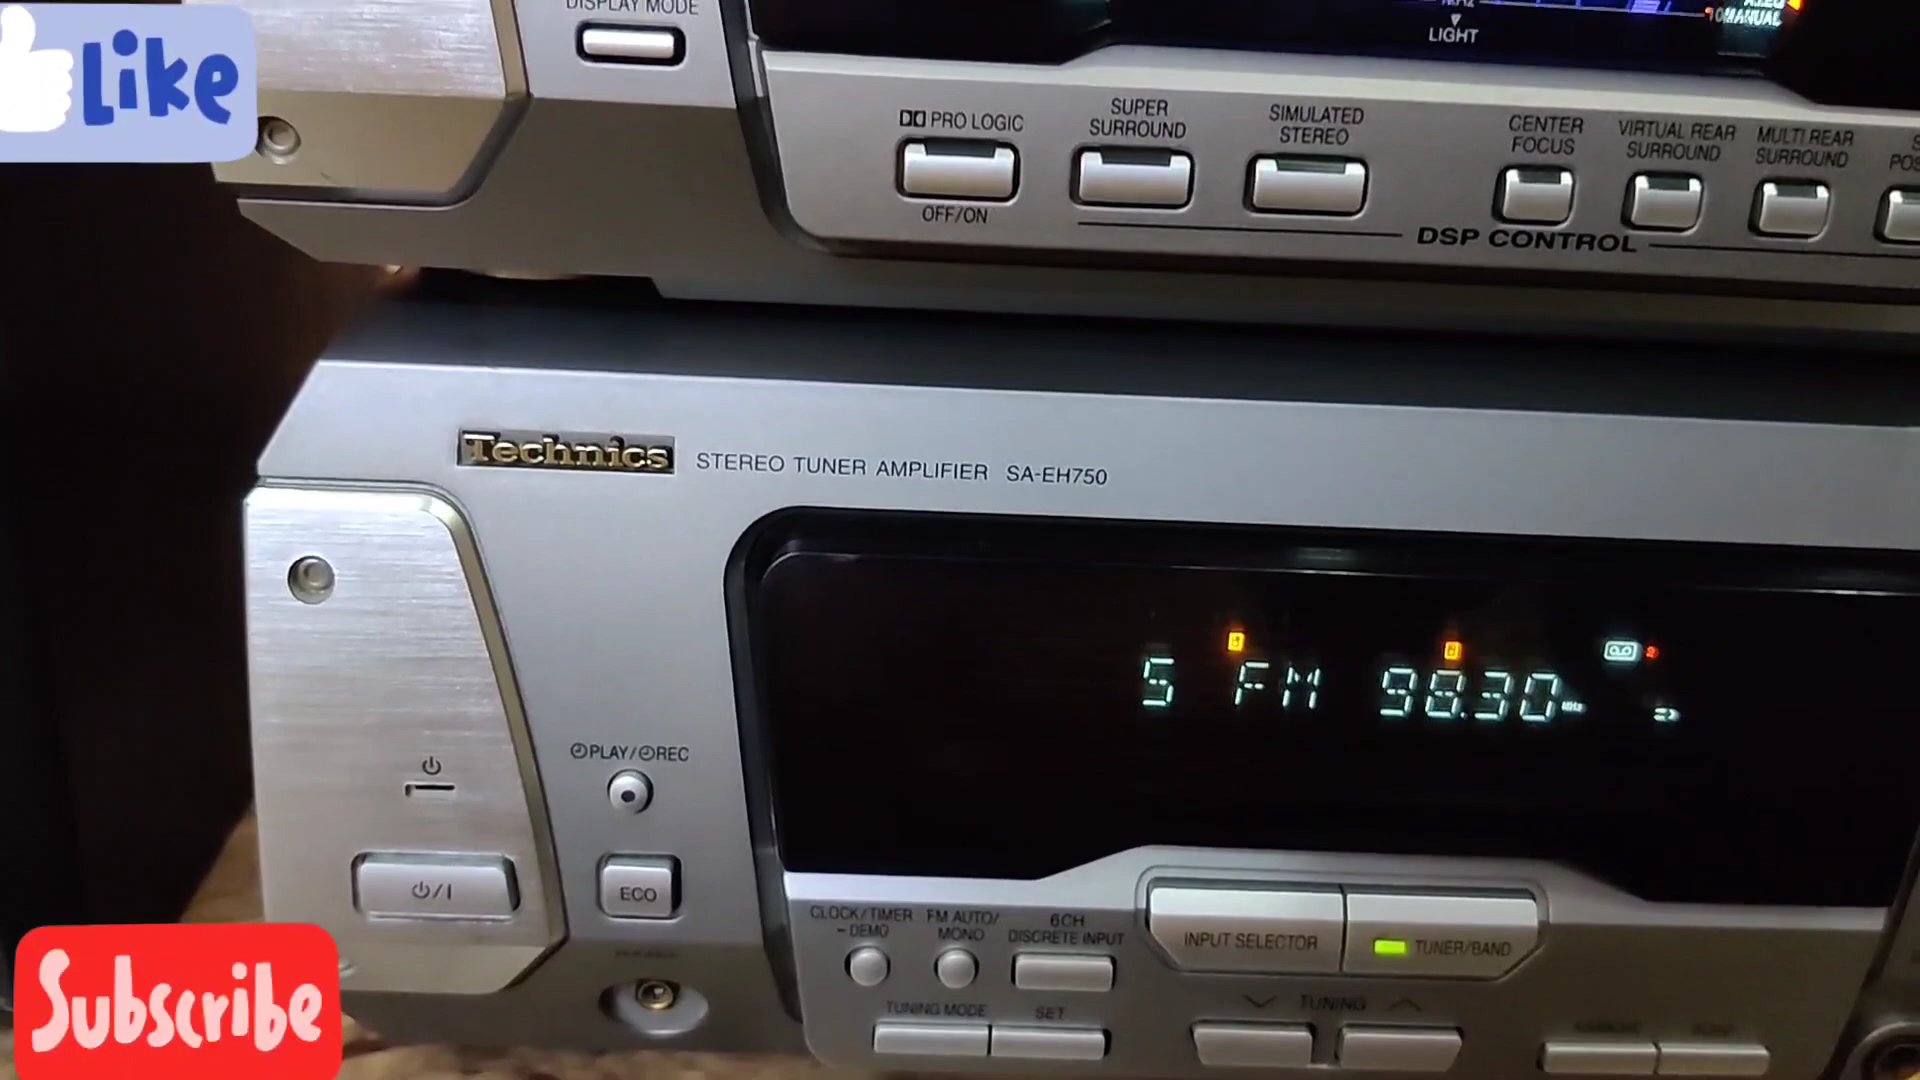 DISPLAY MODE
Like
MANUAL
LIGHT
PRO LOGIC
OFF/ON
SUPER
SURROUND
SIMULATED
STEREO
CENTER
FOCUS
VIRTUAL REAR
SURROUND
MULTI REAR
SURROUND
DSP CONTROL
Technics STEREO TUNER AMPLIFIER SA-EH750
5 FM 98.30 MHz
PLAY/REC
ECO
CLOCK/TIMER
– DEMO
FM AUTO/
MONO
6CH
DISCRETE INPUT
INPUT SELECTOR
TUNER/BAND
TUNING MODE
SET
TUNING
Subscribe